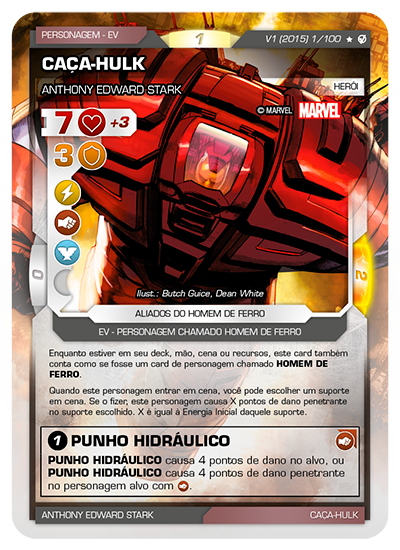 PERSONAGEM - EV
1
V1 (2015) 1/100
CAÇA-HULK
ANTHONY EDWARD STARK
HERÓI
© MARVEL MARVEL
7 +3
3
0
2
Ilust.: Butch Guice, Dean White
ALIADOS DO HOMEM DE FERRO
EV - PERSONAGEM CHAMADO HOMEM DE FERRO
Enquanto estiver em seu deck, mão, cena ou recursos, este card também
conta como se fosse um card de personagem chamado HOMEM DE
FERRO.
Quando este personagem entrar em cena, você pode escolher um suporte
em cena. Se o fizer, este personagem causa X pontos de dano penetrante
no suporte escolhido. X é igual à Energia Inicial daquele suporte.
1 PUNHO HIDRÁULICO
PUNHO HIDRÁULICO causa 4 pontos de dano no alvo, ou
PUNHO HIDRÁULICO causa 4 pontos de dano penetrante
no personagem alvo com .
ANTHONY EDWARD STARK
CAÇA-HULK